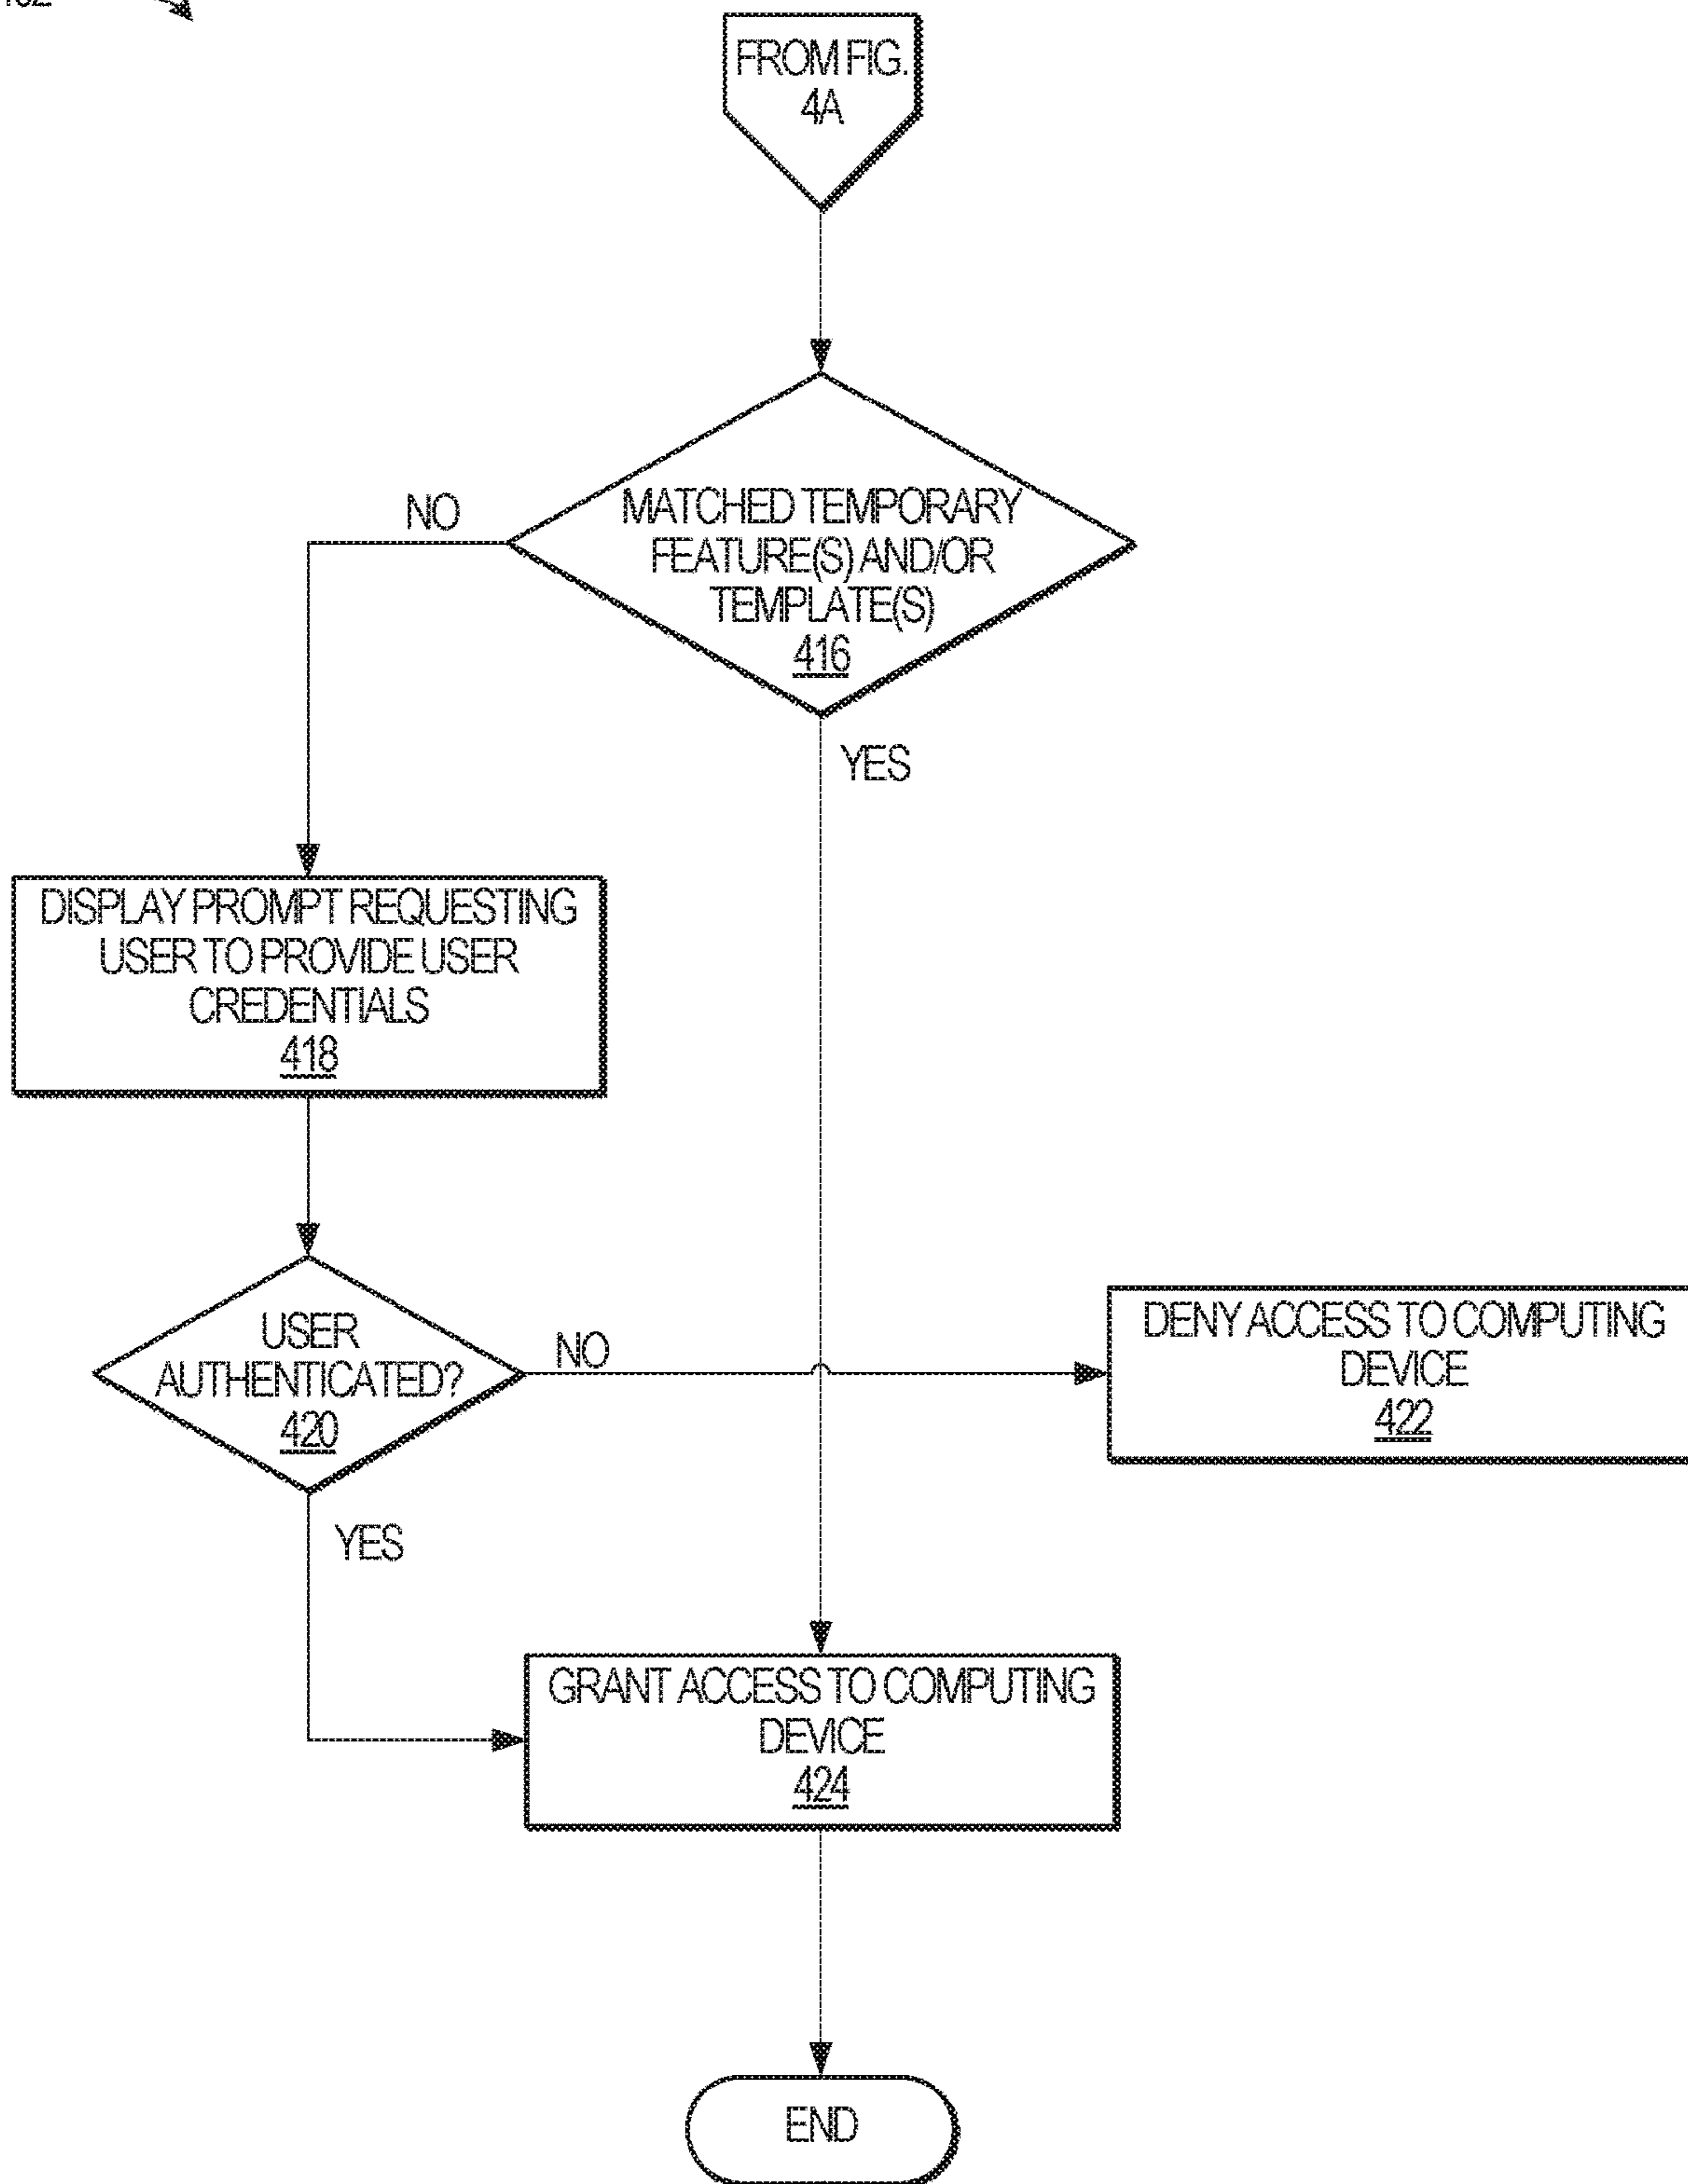 FROM FIG.
4A
MATCHED TEMPORARY
FEATURE(S) AND/OR
TEMPLATE(S)
416
NO
YES
DISPLAY PROMPT REQUESTING
USER TO PROVIDE USER
CREDENTIALS
418
USER
AUTHENTICATED?
420
NO
YES
DENY ACCESS TO COMPUTING
DEVICE
422
GRANT ACCESS TO COMPUTING
DEVICE
424
END